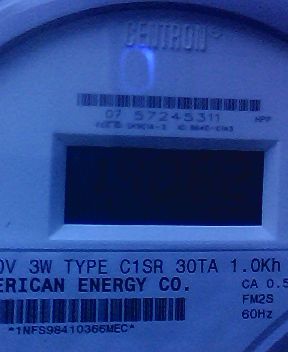 CENTRON®
07 57245311
HPP
0V 3W TYPE C1SR 30TA 1.0Kh
ERICAN ENERGY CO.
CA 0.5
FM2S
60Hz
*1NFS98410366MEC*